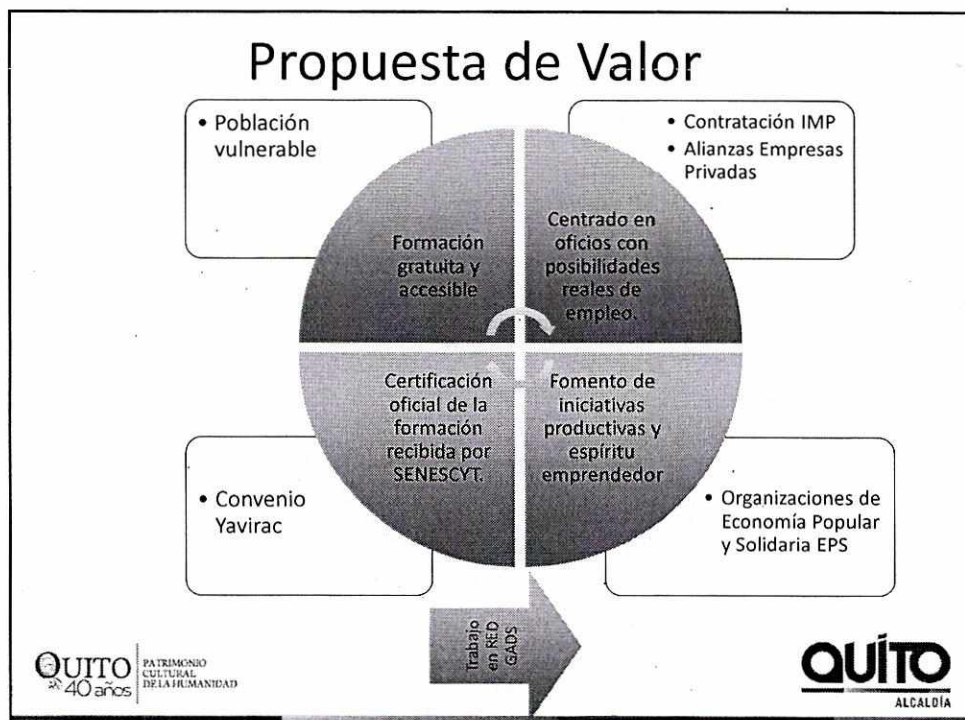 Propuesta de Valor
• Población
vulnerable
• Contratación IMP
• Alianzas Empresas
Privadas
Formación
gratuita y
accesible
Centrado en
oficios con
posibilidades
reales de
empleo.
Certificación
oficial de la
formación
recibida por
SENESCYT.
Fomento de
iniciativas
productivas y
espíritu
emprendedor
• Convenio
Yavirac
• Organizaciones de
Economía Popular
y Solidaria EPS
Trabajo
en RED
GADS
QUITO
40 años
PATRIMONIO
CULTURAL
DE LA HUMANIDAD
QUITO
ALCALDÍA